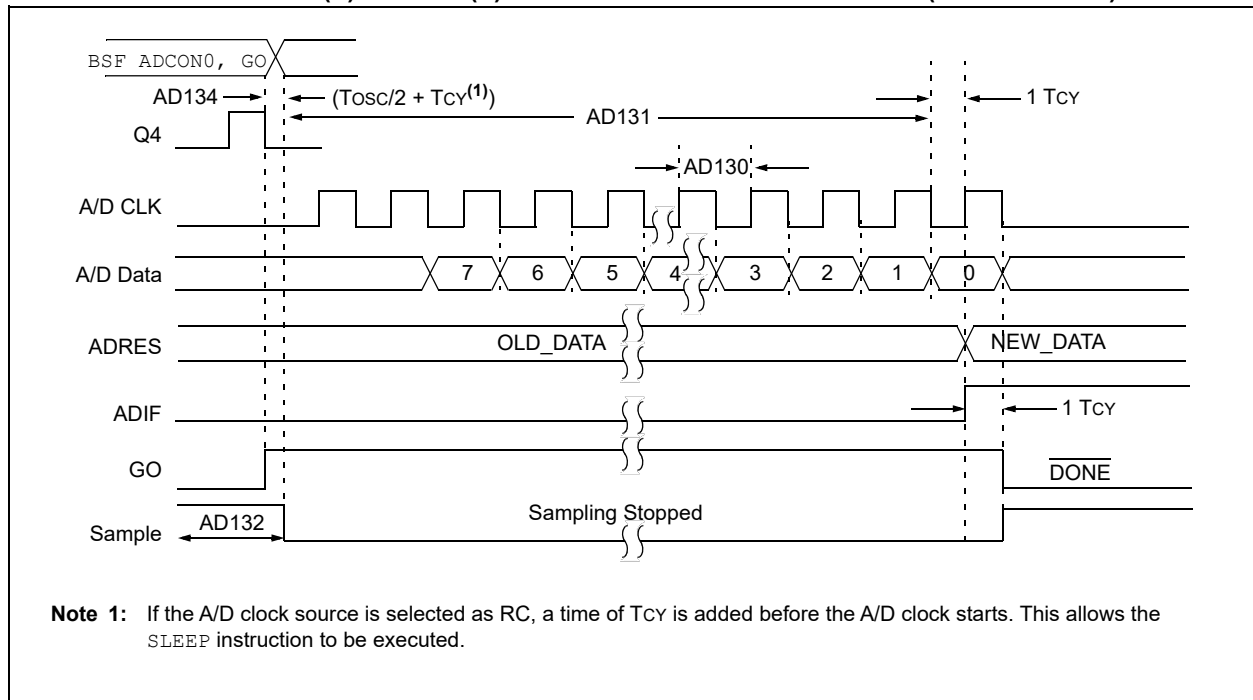 BSF ADCON0, GO
AD134 (TOSC/2 + TCY(1)) 1 TCY
AD131
Q4
AD130
A/D CLK
A/D Data 7 6 5 4 3 2 1 0
ADRES OLD_DATA NEW_DATA
ADIF 1 TCY
GO DONE
Sampling Stopped
AD132
Sample
Note 1: If the A/D clock source is selected as RC, a time of TCY is added before the A/D clock starts. This allows the
SLEEP instruction to be executed.